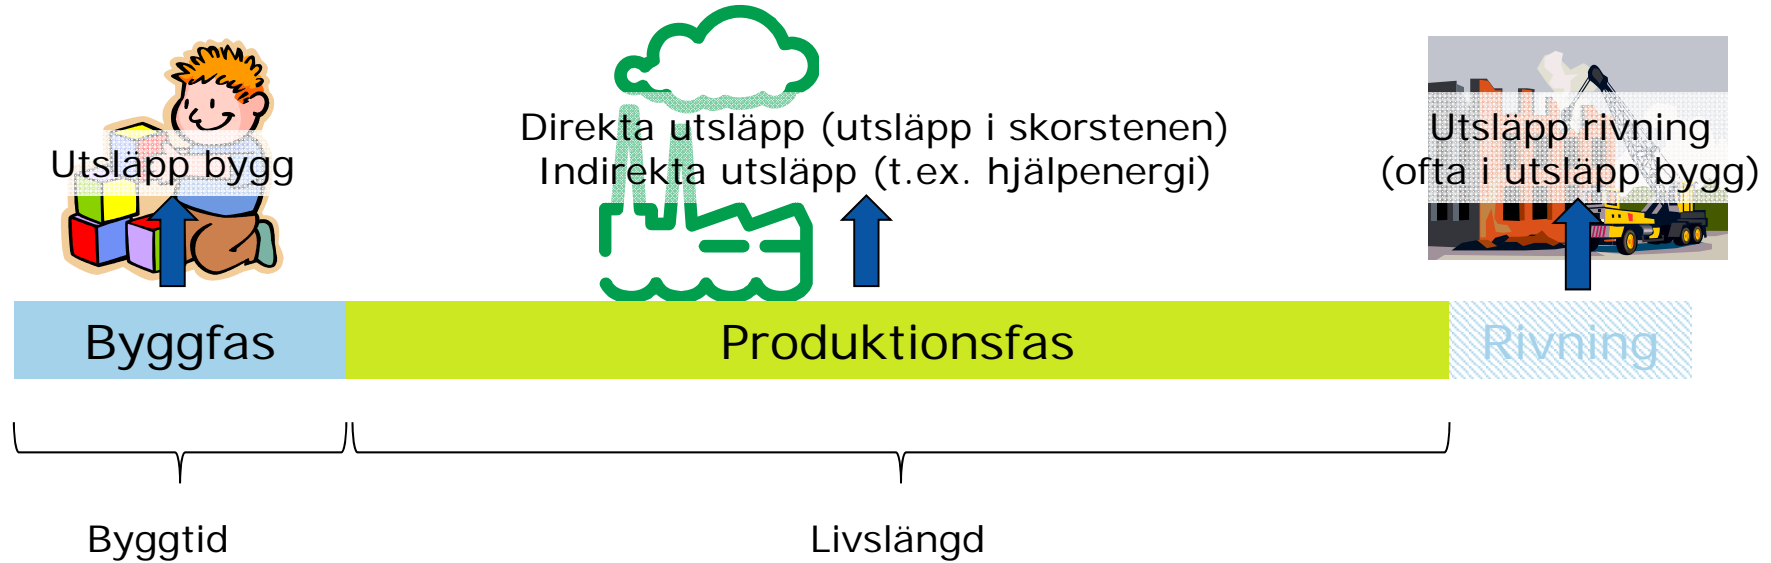 Utsläpp bygg
Direkta utsläpp (utsläpp i skorstenen)
Indirekta utsläpp (t.ex. hjälpenergi)
Utsläpp rivning
(ofta i utsläpp bygg)
Byggfas
Produktionsfas
Rivning
Byggtid
Livslängd